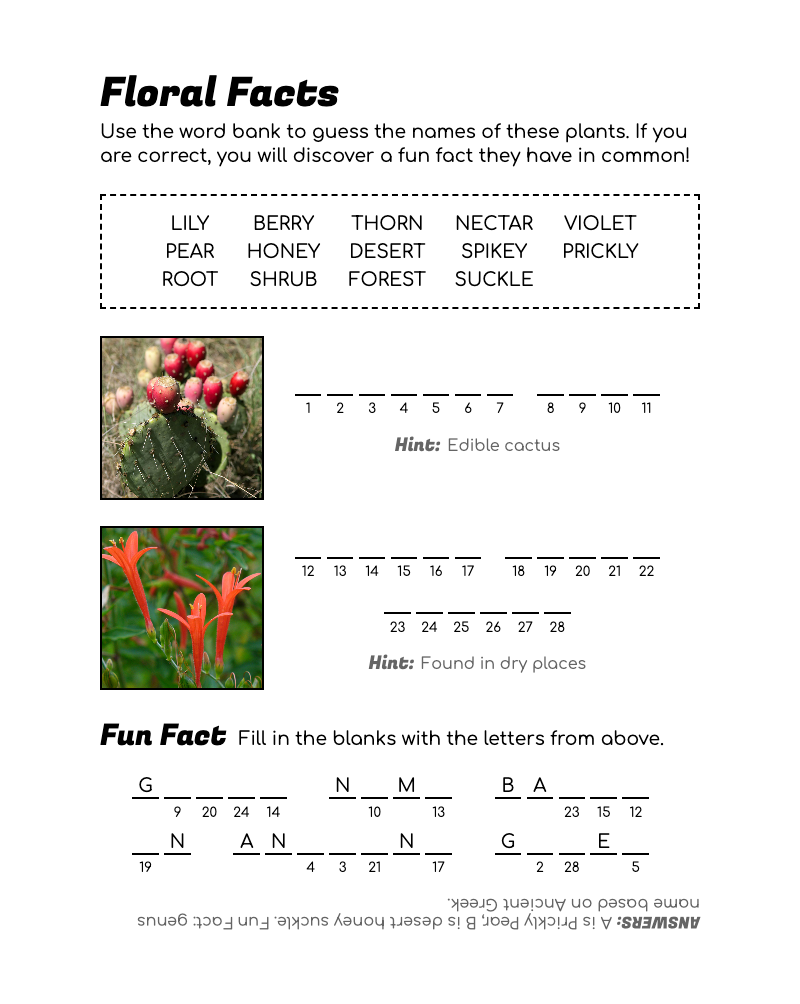 Floral Facts
Use the word bank to guess the names of these plants. If you
are correct, you will discover a fun fact they have in common!
LILY BERRY THORN NECTAR VIOLET
PEAR HONEY DESERT SPIKEY PRICKLY
ROOT SHRUB FOREST SUCKLE
1 2 3 4 5 6 7 8 9 10 11
Hint: Edible cactus
12 13 14 15 16 17 18 19 20 21 22
23 24 25 26 27 28
Hint: Found in dry places
Fun Fact Fill in the blanks with the letters from above.
G N M B A
9 20 24 14 10 13 23 15 12
N A N N G E
19 4 3 21 17 2 28 5
ANSWERS: A is Prickly Pear, B is desert honey suckle. Fun Fact: genus
name based on Ancient Greek.